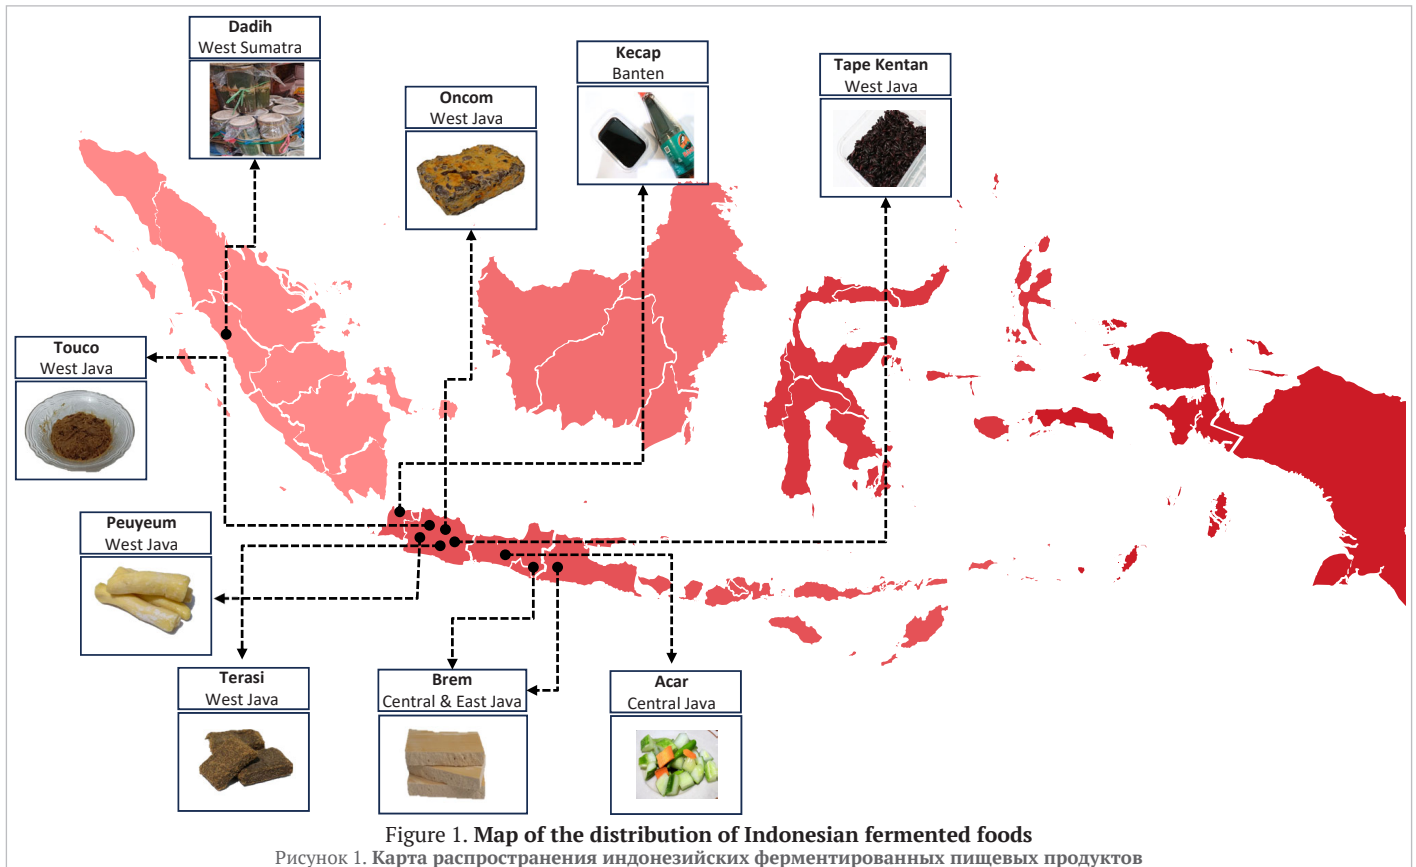 Dadih
West Sumatra
Kecap
Banten
Tape Kentan
West Java
Oncom
West Java
Touco
West Java
Peuyeum
West Java
Terasi
West Java
Brem
Central & East Java
Acar
Central Java
Figure 1. Map of the distribution of Indonesian fermented foods
Рисунок 1. Карта распространения индонезийских ферментированных пищевых продуктов